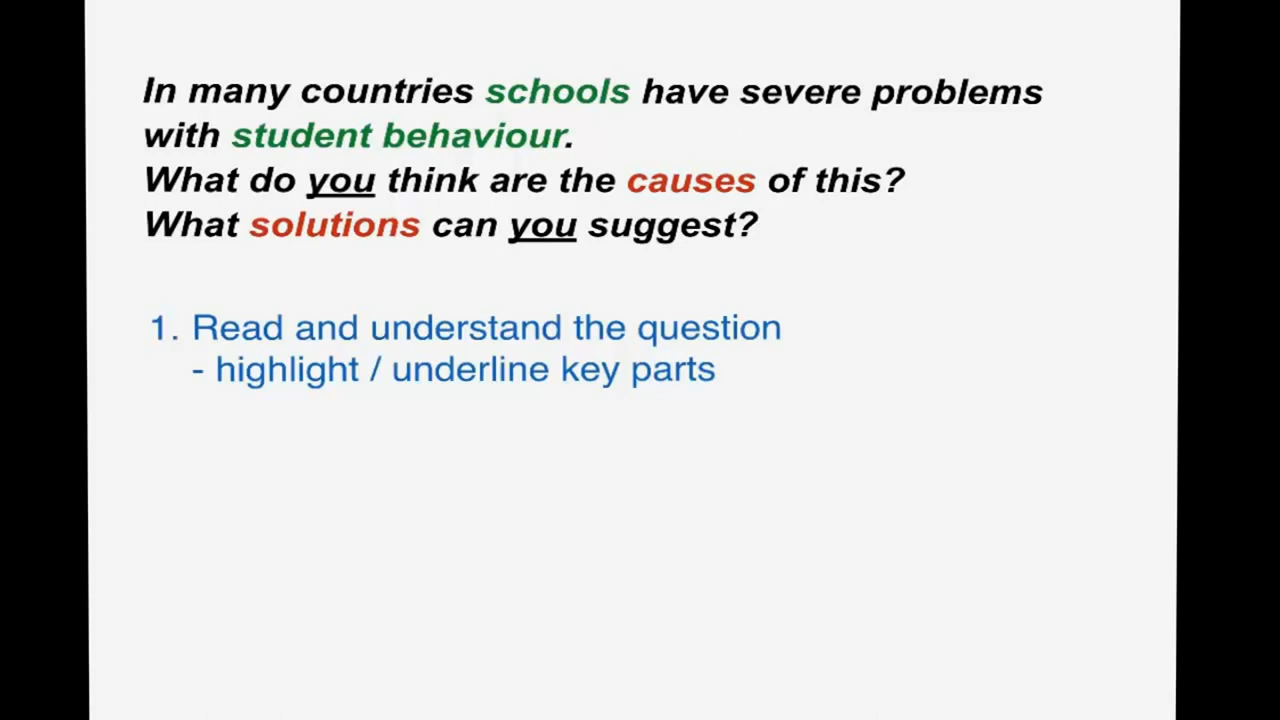 In many countries schools have severe problems
with student behaviour.
What do you think are the causes of this?
What solutions can you suggest?
1. Read and understand the question
- highlight / underline key parts